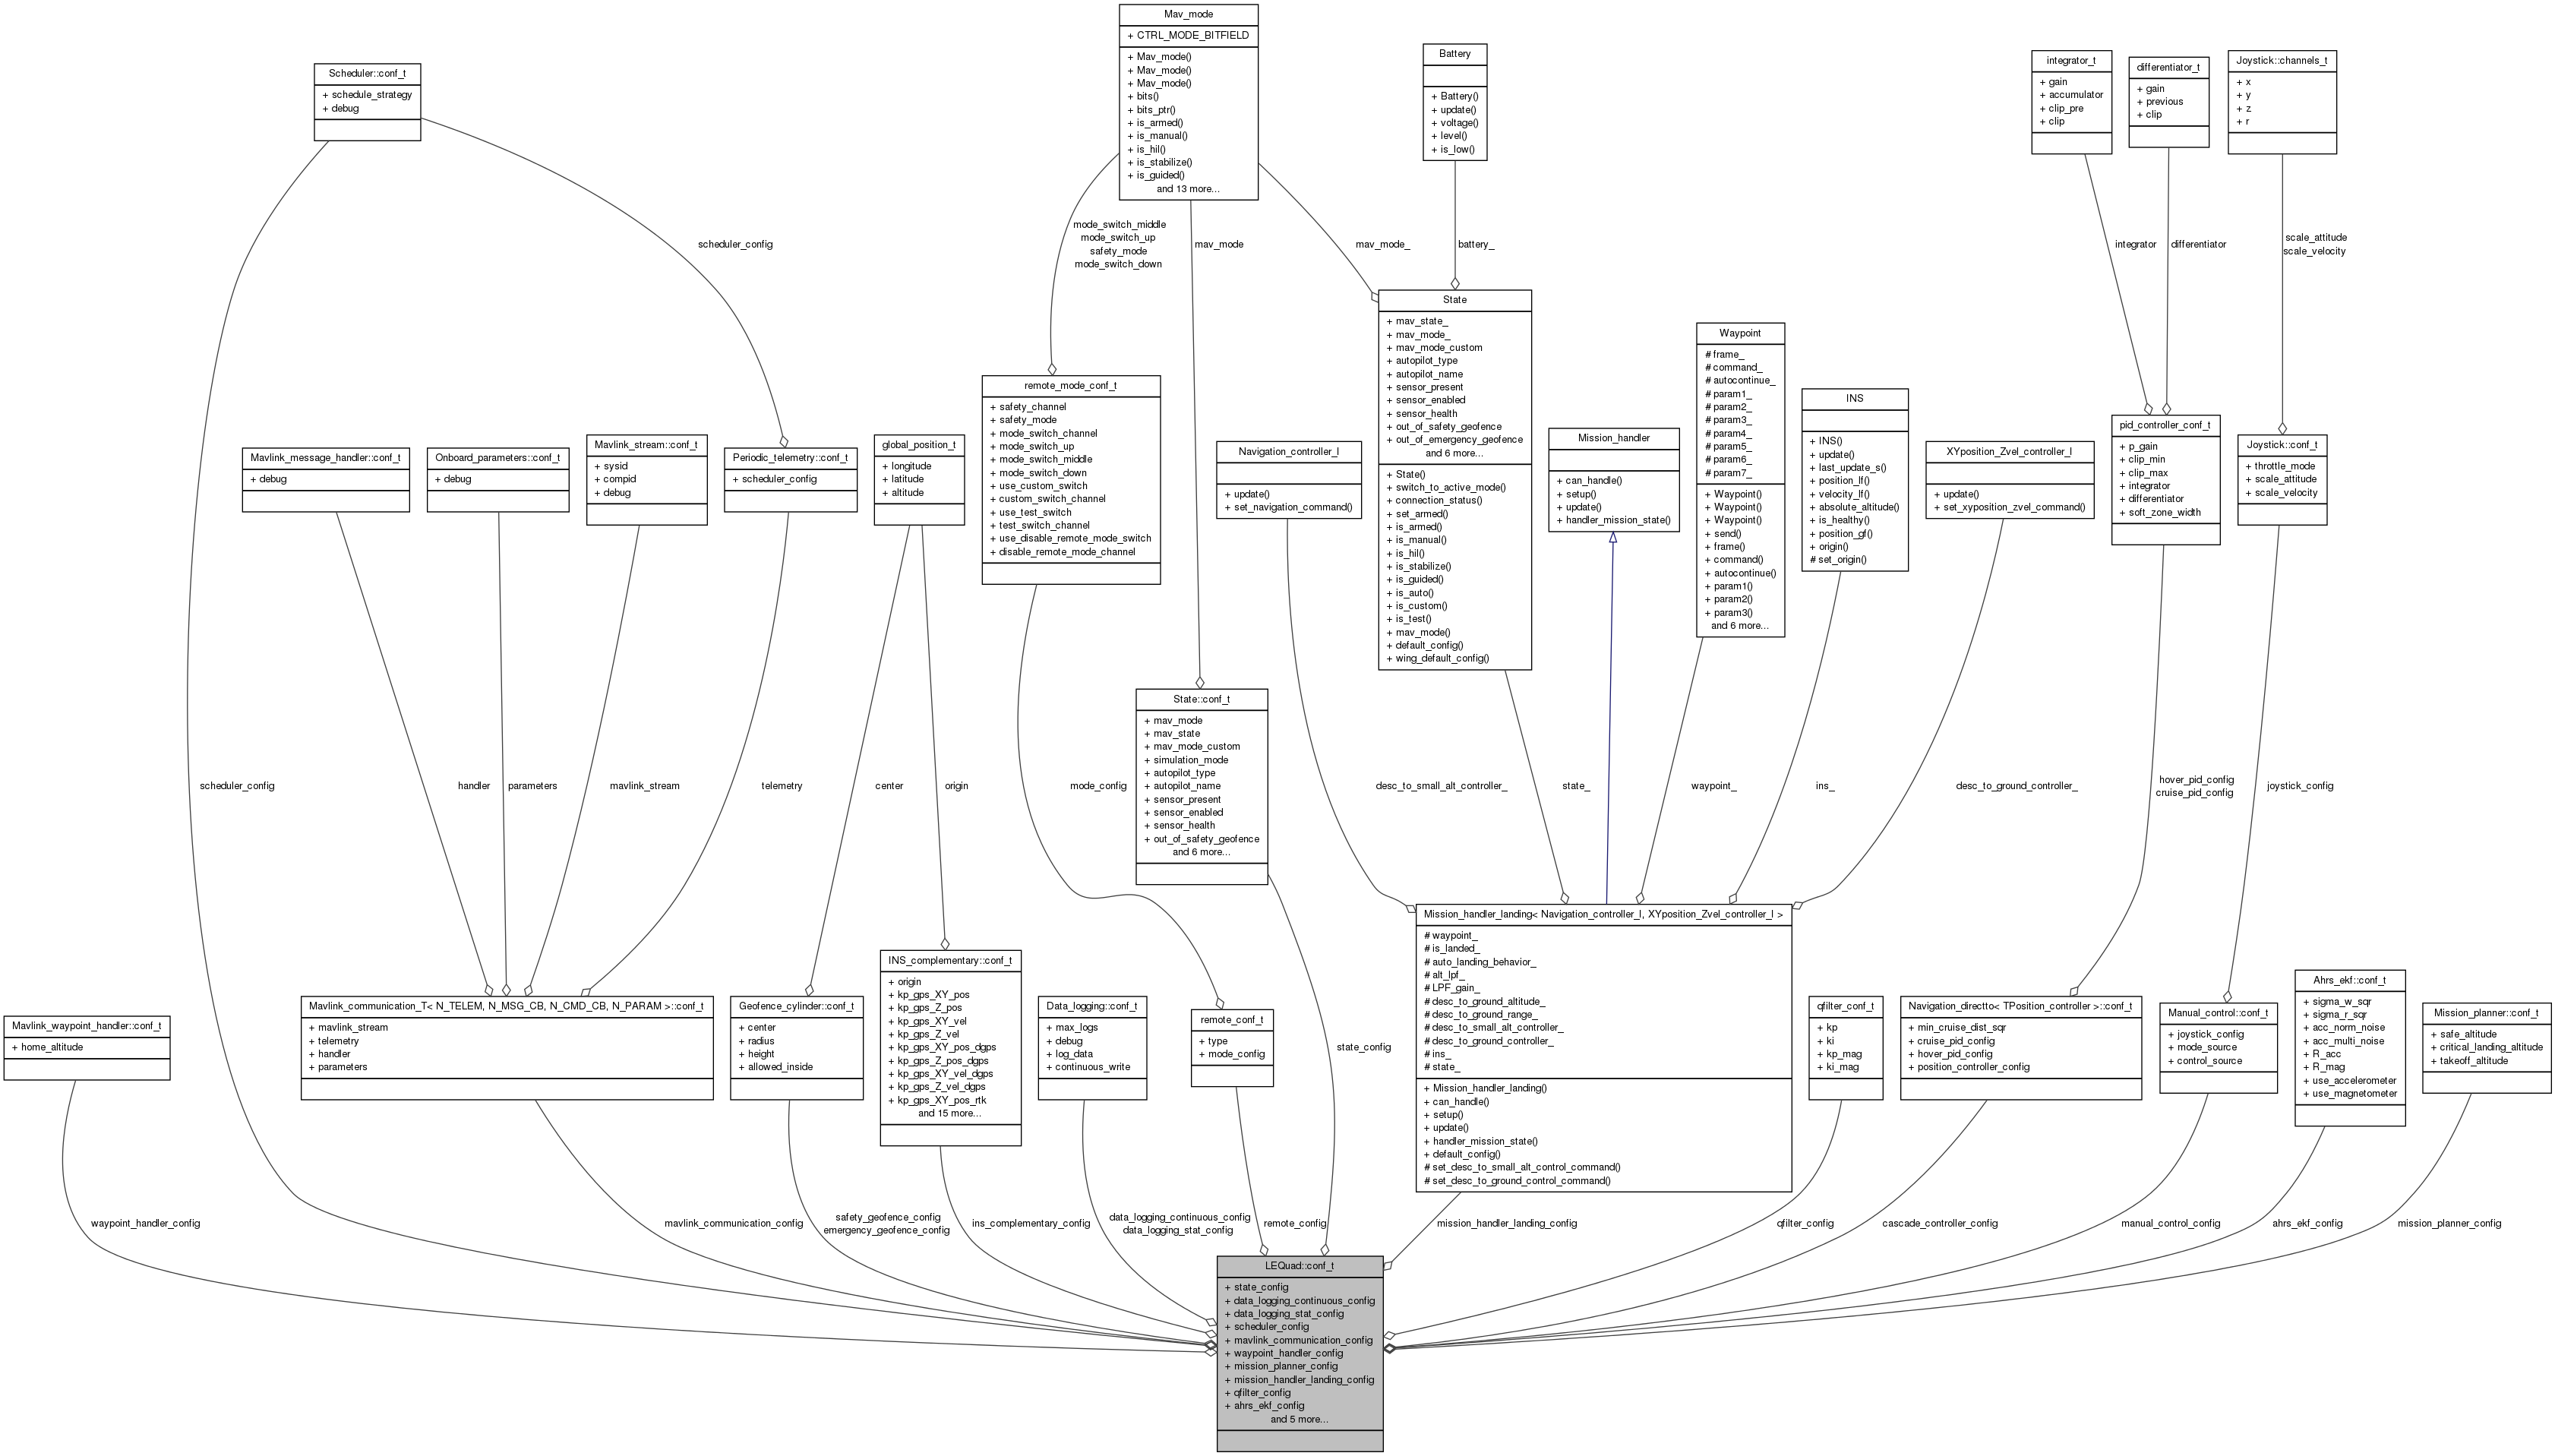 Mav_mode
+ CTRL_MODE_BITFIELD
+ Mav_mode()
+ Mav_mode()
+ Mav_mode()
+ bits()
+ bits_ptr()
+ is_armed()
+ is_manual()
+ is_hil()
+ is_stabilize()
+ is_guided()
and 13 more...
Battery
+ Battery()
+ update()
+ voltage()
+ level()
+ is_low()
integrator_t
+ gain
+ accumulator
+ clip_pre
+ clip
differentiator_t
+ gain
+ previous
+ clip
Joystick::channels_t
+ x
+ y
+ z
+ r
Scheduler::conf_t
+ schedule_strategy
+ debug
scheduler_config
mode_switch_middle
mode_switch_up
safety_mode
mode_switch_down
mav_mode
mav_mode_
battery_
integrator
differentiator
scale_attitude
scale_velocity
State
+ mav_state_
+ mav_mode_
+ mav_mode_custom
+ autopilot_type
+ autopilot_name
+ sensor_present
+ sensor_enabled
+ sensor_health
+ out_of_safety_geofence
+ out_of_emergency_geofence
and 6 more...
+ State()
+ switch_to_active_mode()
+ connection_status()
+ set_armed()
+ is_armed()
+ is_manual()
+ is_hil()
+ is_stabilize()
+ is_guided()
+ is_auto()
+ is_custom()
+ is_test()
+ mav_mode()
+ default_config()
+ wing_default_config()
Waypoint
# frame_
# command_
# autocontinue_
# param1_
# param2_
# param3_
# param4_
# param5_
# param6_
# param7_
+ Waypoint()
+ Waypoint()
+ Waypoint()
+ send()
+ frame()
+ command()
+ autocontinue()
+ param1()
+ param2()
+ param3()
and 6 more...
INS
+ INS()
+ update()
+ last_update_s()
+ position_lf()
+ velocity_lf()
+ absolute_altitude()
+ is_healthy()
+ position_gf()
+ origin()
# set_origin()
remote_mode_conf_t
+ safety_channel
+ safety_mode
+ mode_switch_channel
+ mode_switch_up
+ mode_switch_middle
+ mode_switch_down
+ use_custom_switch
+ custom_switch_channel
+ use_test_switch
+ test_switch_channel
+ use_disable_remote_mode_switch
+ disable_remote_mode_channel
Mavlink_message_handler::conf_t
+ debug
Onboard_parameters::conf_t
+ debug
Mavlink_stream::conf_t
+ sysid
+ compid
+ debug
Periodic_telemetry::conf_t
+ scheduler_config
global_position_t
+ longitude
+ latitude
+ altitude
Navigation_controller_I
+ update()
+ set_navigation_command()
Mission_handler
+ can_handle()
+ setup()
+ update()
+ handler_mission_state()
XYposition_Zvel_controller_I
+ update()
+ set_xyposition_zvel_command()
pid_controller_conf_t
+ p_gain
+ clip_min
+ clip_max
+ integrator
+ differentiator
+ soft_zone_width
Joystick::conf_t
+ throttle_mode
+ scale_attitude
+ scale_velocity
State::conf_t
+ mav_mode
+ mav_state
+ mav_mode_custom
+ simulation_mode
+ autopilot_type
+ autopilot_name
+ sensor_present
+ sensor_enabled
+ sensor_health
+ out_of_safety_geofence
and 6 more...
scheduler_config
handler
parameters
mavlink_stream
telemetry
center
origin
mode_config
desc_to_small_alt_controller_
state_
waypoint_
ins_
desc_to_ground_controller_
hover_pid_config
cruise_pid_config
joystick_config
Mavlink_waypoint_handler::conf_t
+ home_altitude
Mavlink_communication_T< N_TELEM, N_MSG_CB, N_CMD_CB, N_PARAM >::conf_t
+ mavlink_stream
+ telemetry
+ handler
+ parameters
Geofence_cylinder::conf_t
+ center
+ radius
+ height
+ allowed_inside
INS_complementary::conf_t
+ origin
+ kp_gps_XY_pos
+ kp_gps_Z_pos
+ kp_gps_XY_vel
+ kp_gps_Z_vel
+ kp_gps_XY_pos_dgps
+ kp_gps_Z_pos_dgps
+ kp_gps_XY_vel_dgps
+ kp_gps_Z_vel_dgps
+ kp_gps_XY_pos_rtk
and 15 more...
Data_logging::conf_t
+ max_logs
+ debug
+ log_data
+ continuous_write
remote_conf_t
+ type
+ mode_config
state_config
Mission_handler_landing< Navigation_controller_I, XYposition_Zvel_controller_I >
# waypoint_
# is_landed_
# auto_landing_behavior_
# alt_lpf_
# LPF_gain_
# desc_to_ground_altitude_
# desc_to_ground_range_
# desc_to_small_alt_controller_
# desc_to_ground_controller_
# ins_
# state_
+ Mission_handler_landing()
+ can_handle()
+ setup()
+ update()
+ handler_mission_state()
+ default_config()
# set_desc_to_small_alt_control_command()
# set_desc_to_ground_control_command()
qfilter_conf_t
+ kp
+ ki
+ kp_mag
+ ki_mag
Navigation_directto< TPosition_controller >::conf_t
+ min_cruise_dist_sqr
+ cruise_pid_config
+ hover_pid_config
+ position_controller_config
Manual_control::conf_t
+ joystick_config
+ mode_source
+ control_source
Ahrs_ekf::conf_t
+ sigma_w_sqr
+ sigma_r_sqr
+ acc_norm_noise
+ acc_multi_noise
+ R_acc
+ R_mag
+ use_accelerometer
+ use_magnetometer
Mission_planner::conf_t
+ safe_altitude
+ critical_landing_altitude
+ takeoff_altitude
waypoint_handler_config
mavlink_communication_config
safety_geofence_config
emergency_geofence_config
ins_complementary_config
data_logging_continuous_config
data_logging_stat_config
remote_config
mission_handler_landing_config
qfilter_config
cascade_controller_config
manual_control_config
ahrs_ekf_config
mission_planner_config
LEQuad::conf_t
+ state_config
+ data_logging_continuous_config
+ data_logging_stat_config
+ scheduler_config
+ mavlink_communication_config
+ waypoint_handler_config
+ mission_planner_config
+ mission_handler_landing_config
+ qfilter_config
+ ahrs_ekf_config
and 5 more...